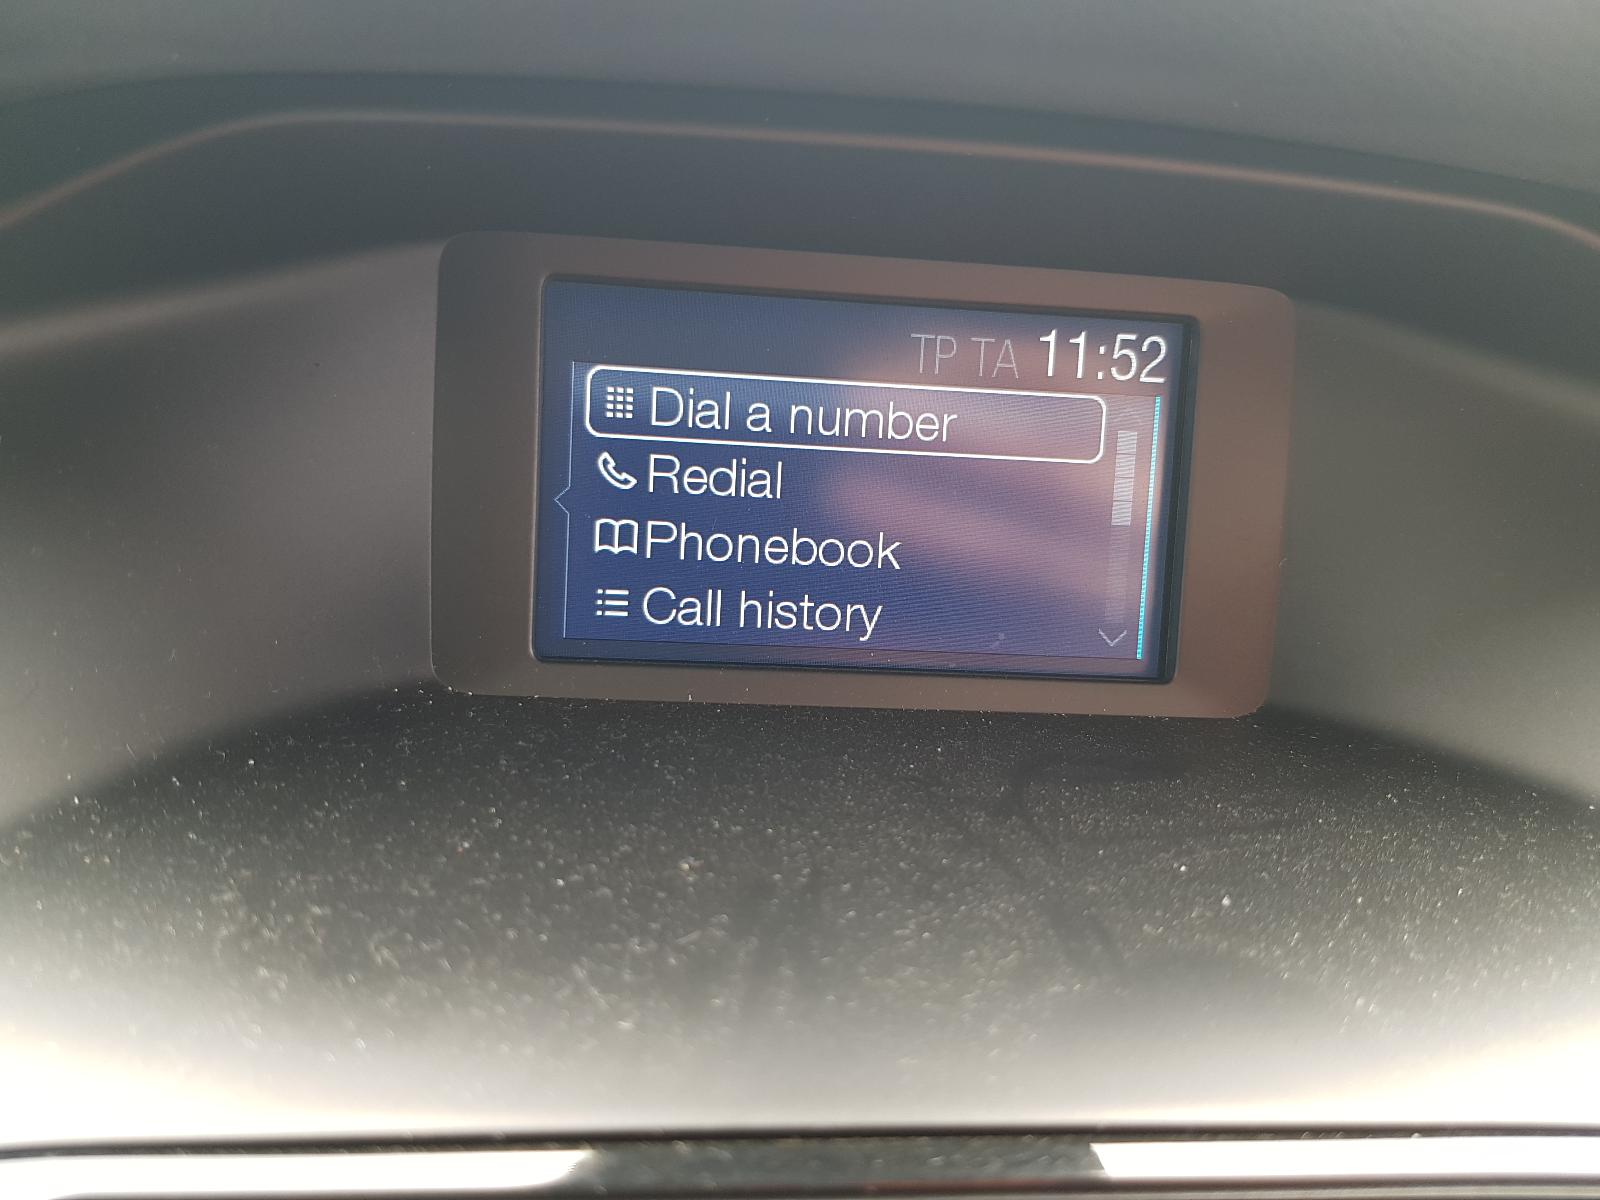 TP TA 11:52
Dial a number
Redial
Phonebook
Call history